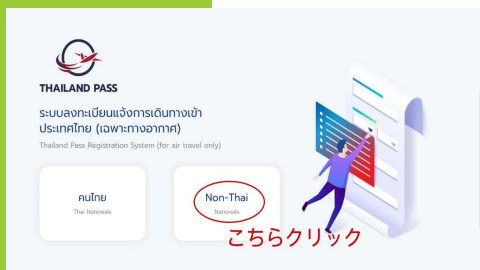 THAILAND PASS
ระบบลงทะเบียนแจ้งการเดินทางเข้า
ประเทศไทย (เฉพาะทางอากาศ)
Thailand Pass Registration System (for air travel only)
คนไทย
Thai Nationals
Non-Thai
Nationals
こちらクリック